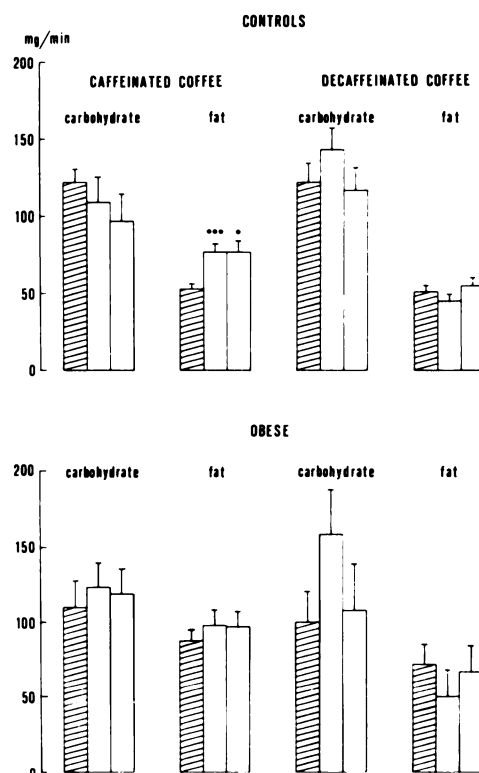 CONTROLS
mg/min
200
CAFFEINATED COFFEE DECAFFEINATED COFFEE
carbohydrate fat carbohydrate fat
150
100
50
0
OBESE
200
carbohydrate fat carbohydrate fat
150
100
50
0